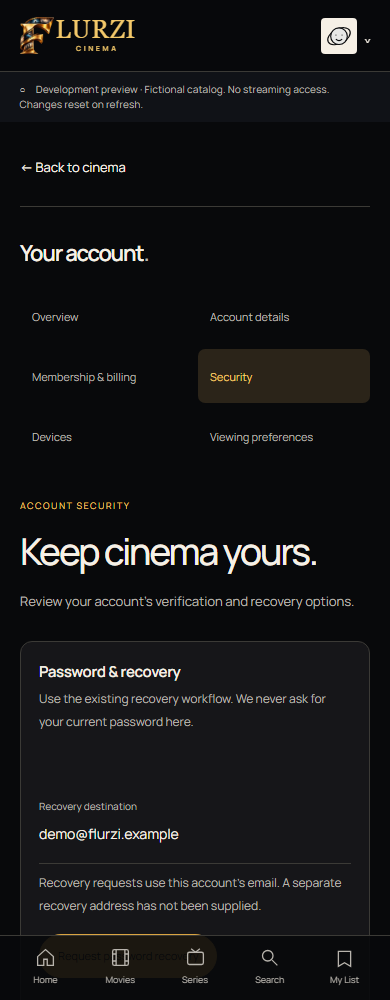 FLURZI
CINEMA
Development preview · Fictional catalog. No streaming access.
Changes reset on refresh.
← Back to cinema
Your account.
Overview
Account details
Membership & billing
Security
Devices
Viewing preferences
ACCOUNT SECURITY
Keep cinema yours.
Review your account's verification and recovery options.
Password & recovery
Use the existing recovery workflow. We never ask for
your current password here.
Recovery destination
demo@flurzi.example
Recovery requests use this account's email. A separate
recovery address has not been supplied.
Request password
Home
Movies
Series
Search
My List